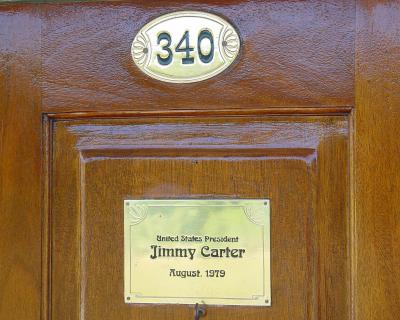 340
United States President
Jimmy Carter
August, 1979